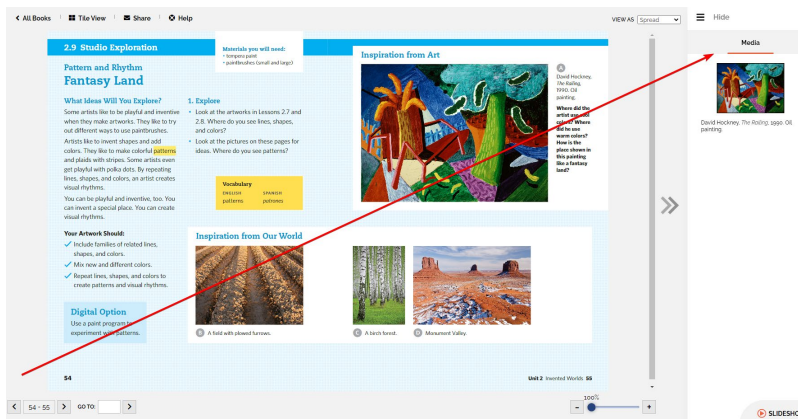 All Books
Tile View
Share
Help
VIEW AS
Spread
Hide
Media
David Hockney. The Railing, 1990. Oil
painting.
2.9 Studio Exploration
Materials you will need:
• tempera paint
• paintbrushes (small and large)
Pattern and Rhythm
Fantasy Land
What Ideas Will You Explore?
Some artists like to be playful and inventive
when they make artworks. They like to try
out different ways to use paintbrushes.
Artists like to invent shapes and add
colors. They like to make colorful patterns
and plaids with stripes. Some artists even
get playful with polka dots. By repeating
lines, shapes, and colors, an artist creates
visual rhythms.
You can be playful and inventive, too. You
can invent a special place. You can create
visual rhythms.
Your Artwork Should:
Include families of related lines,
shapes, and colors.
Mix new and different colors.
Repeat lines, shapes, and colors to
create patterns and visual rhythms.
Digital Option
Use a paint program to
experiment with patterns.
54
1. Explore
• Look at the artworks in Lessons 2.7 and
2.8. Where do you see lines, shapes,
and colors?
• Look at the pictures on these pages for
ideas. Where do you see patterns?
Vocabulary
ENGLISH SPANISH
patterns patrones
Inspiration from Art
A
David Hockney,
The Railing,
1990. Oil
painting.
Where did the
artist use cool
colors? Where
did he use
warm colors?
How is the
place shown in
this painting
like a fantasy
land?
Inspiration from Our World
B A field with plowed furrows.
C A birch forest.
D Monument Valley.
Unit 2 Invented Worlds 55
54 - 55
GO TO:
100%
SLIDESHO